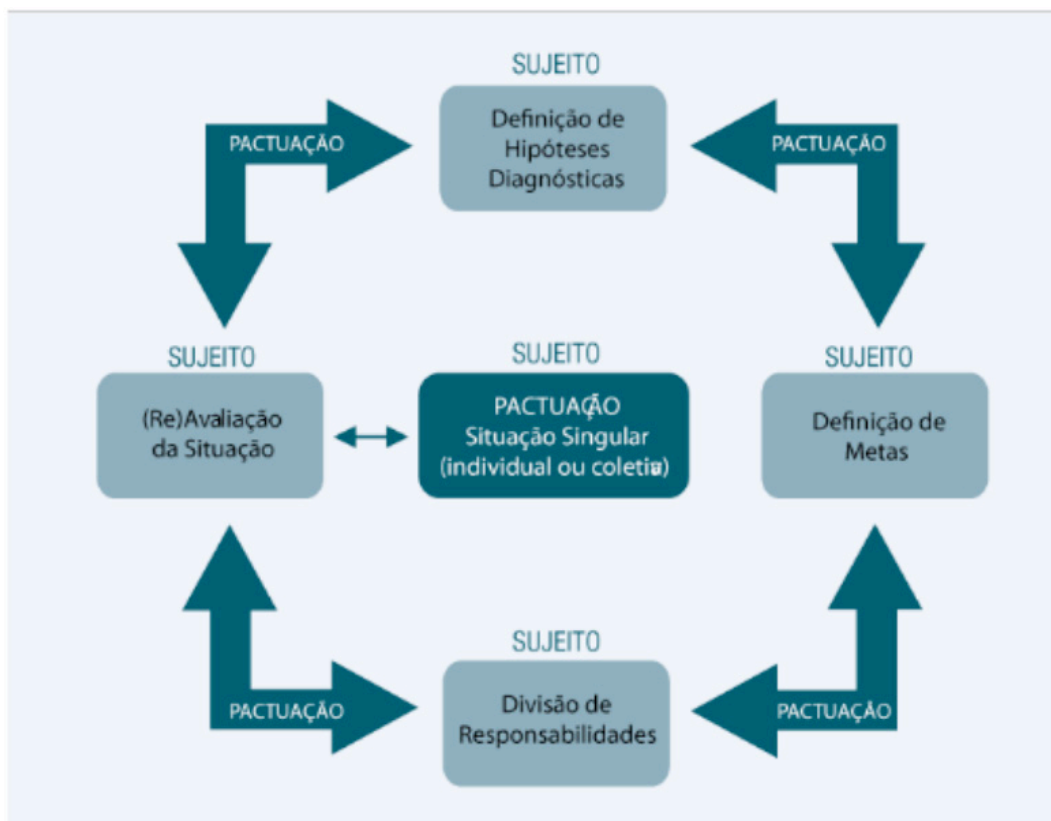 SUJEITO
Definição de
Hipóteses
Diagnósticas
PACTUAÇÃO
PACTUAÇÃO
SUJEITO
(Re)Avaliação
da Situação
SUJEITO
PACTUAÇÃO
Situação Singular
(individual ou coletiva)
SUJEITO
Definição de
Metas
SUJEITO
Divisão de
Responsabilidades
PACTUAÇÃO
PACTUAÇÃO